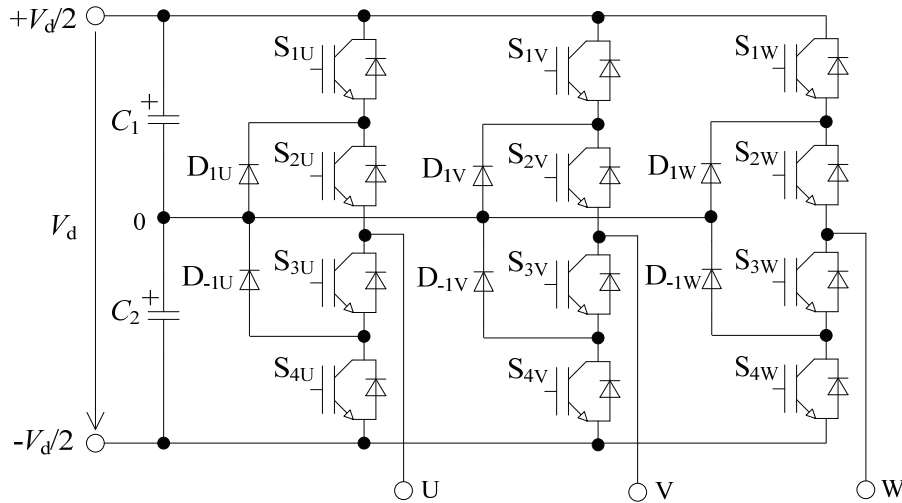 +Vd/2
S1U
S1V
S1W
C1
+
D1U
S2U
D1V
S2V
D1W
S2W
Vd
0
D-1U
S3U
D-1V
S3V
D-1W
S3W
C2
+
S4U
S4V
S4W
-Vd/2
U
V
W